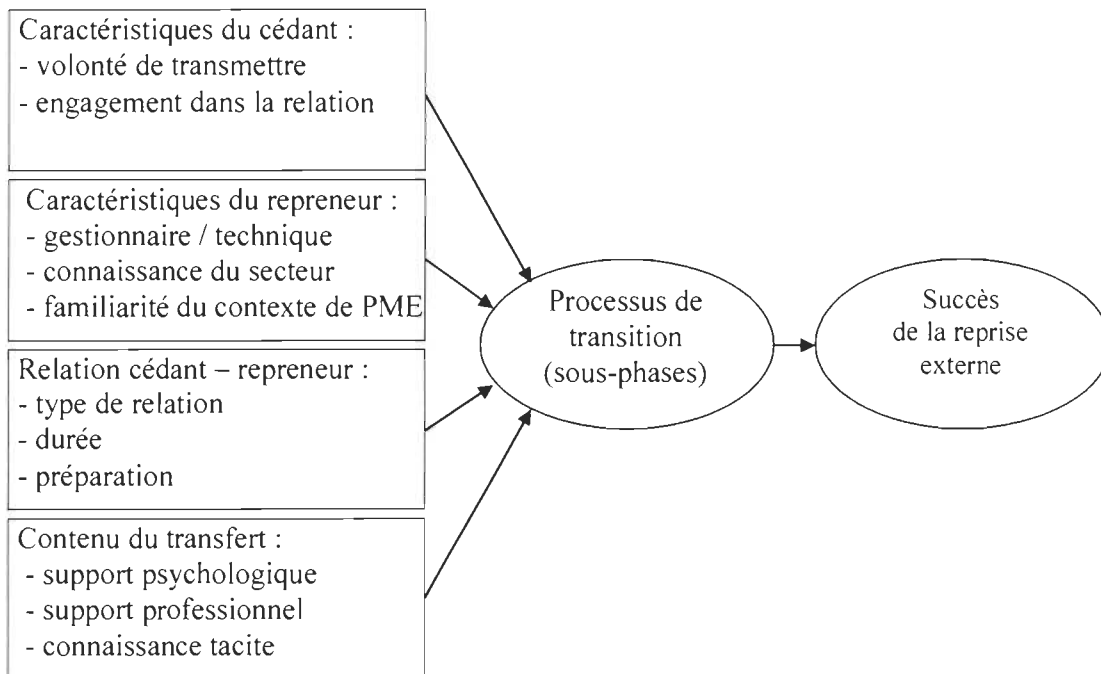 Caractéristiques du cédant :
- volonté de transmettre
- engagement dans la relation
Caractéristiques du repreneur :
- gestionnaire / technique
- connaissance du secteur
- familiarité du contexte de PME
Relation cédant – repreneur :
- type de relation
- durée
- préparation
Contenu du transfert :
- support psychologique
- support professionnel
- connaissance tacite
Processus de
transition
(sous-phases)
Succès
de la reprise
externe